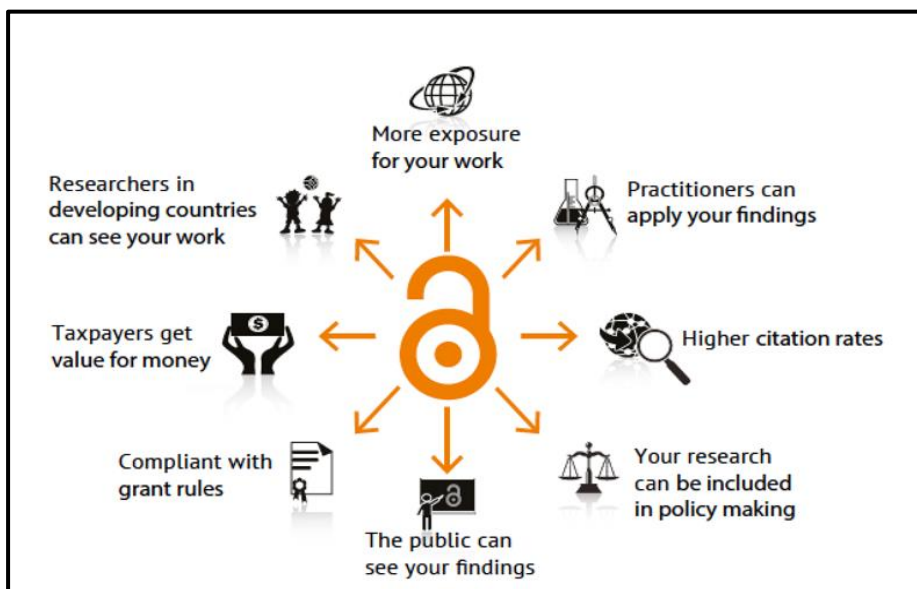 More exposure
for your work
Practitioners can
apply your findings
Higher citation rates
Your research
can be included
in policy making
The public can
see your findings
Compliant with
grant rules
Taxpayers get
value for money
Researchers in
developing countries
can see your work